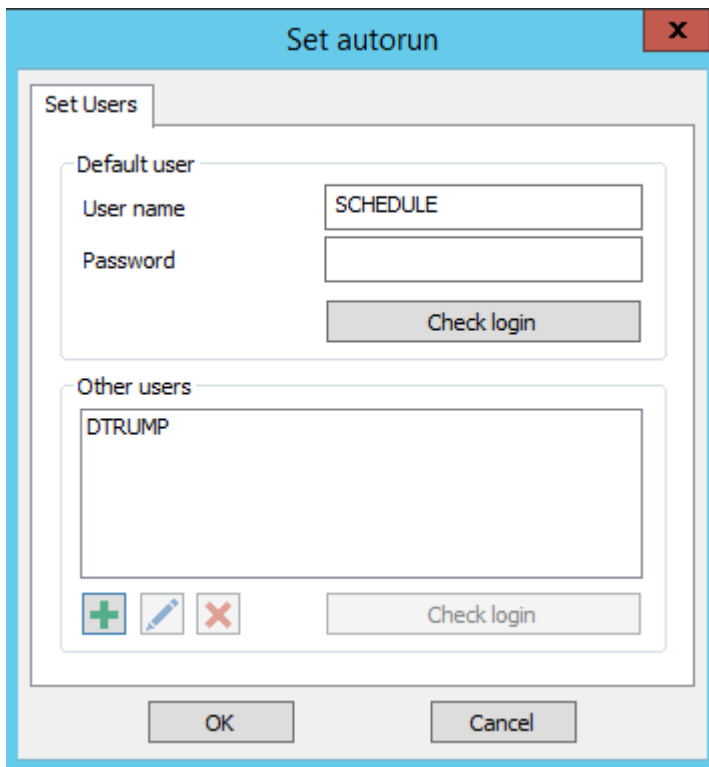 Set autorun
x
Set Users
Default user
User name
SCHEDULE
Password
Check login
Other users
DTRUMP
Check login
OK
Cancel